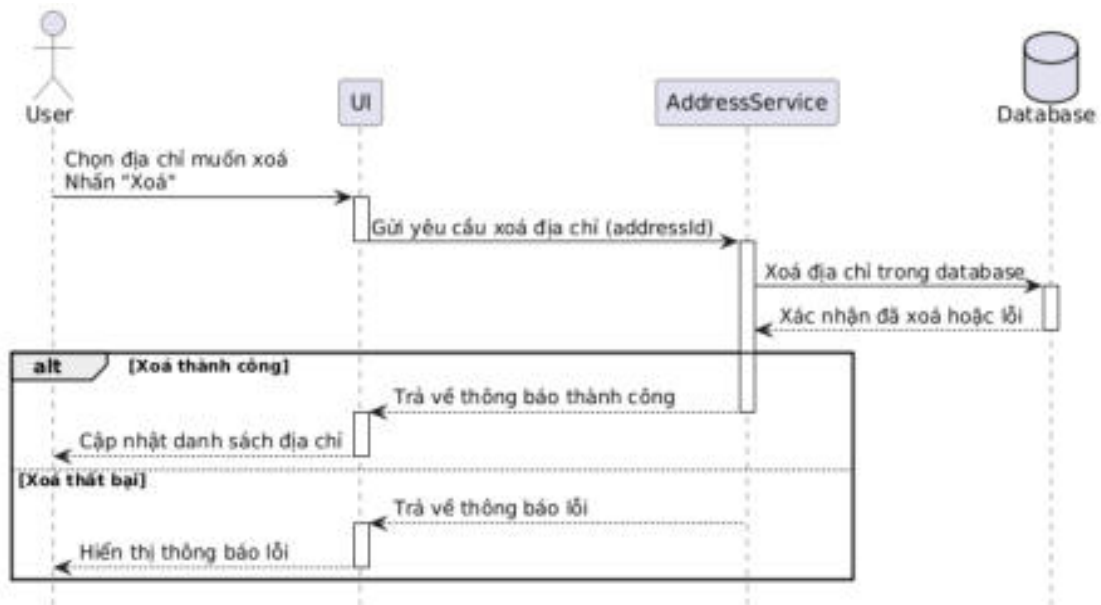 User
UI
AddressService
Database
Chọn địa chỉ muốn xoá
Nhấn "Xoá"
Gửi yêu cầu xoá địa chỉ (addressId)
Xoá địa chỉ trong database
Xác nhận đã xoá hoặc lỗi
alt [Xoá thành công]
Trả về thông báo thành công
Cập nhật danh sách địa chỉ
[Xoá thất bại]
Trả về thông báo lỗi
Hiển thị thông báo lỗi